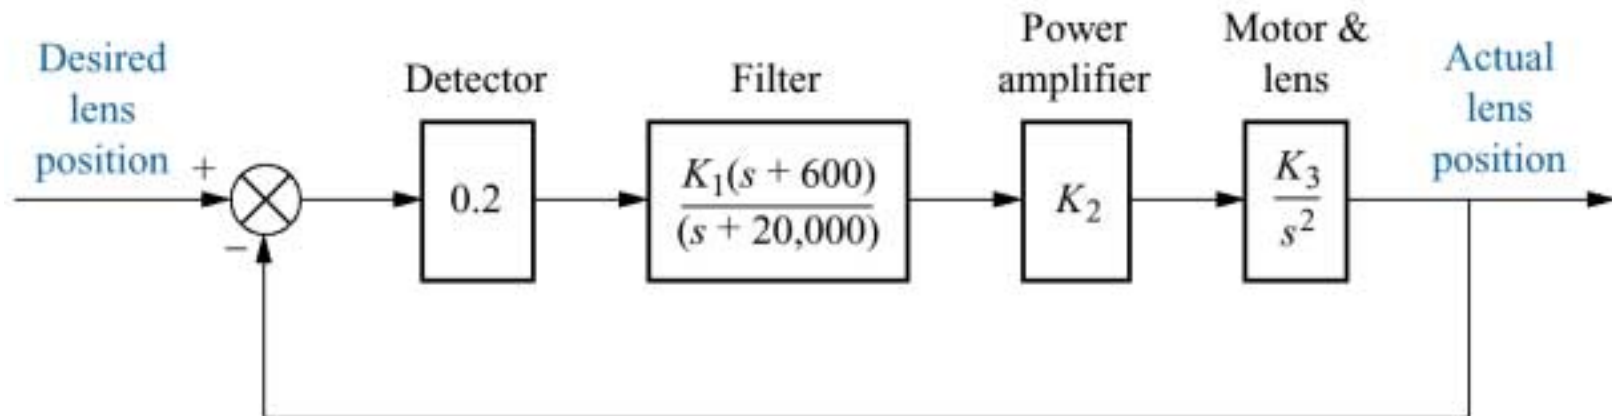 Desired
lens
position
+
−
Detector
0.2
Filter
K₁(s + 600)
(s + 20,000)
Power
amplifier
K₂
Motor &
lens
K₃
s²
Actual
lens
position